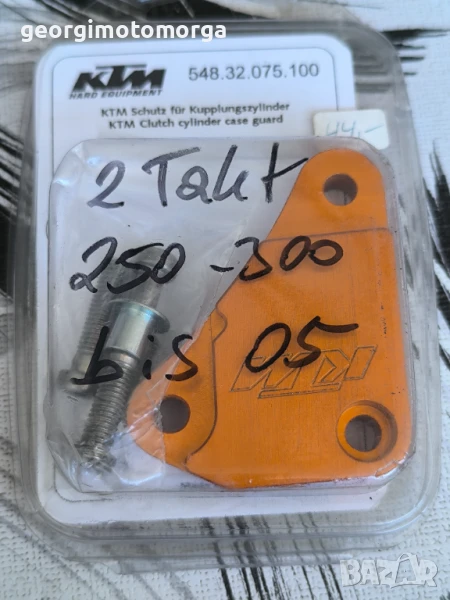 georgimotomorga
KTM
HARD EQUIPMENT
548.32.075.100
KTM Schutz für Kupplungszylinder
KTM Clutch cylinder case guard
44,-
2 Takt
250-300
bis 05
KTM
BAZAR